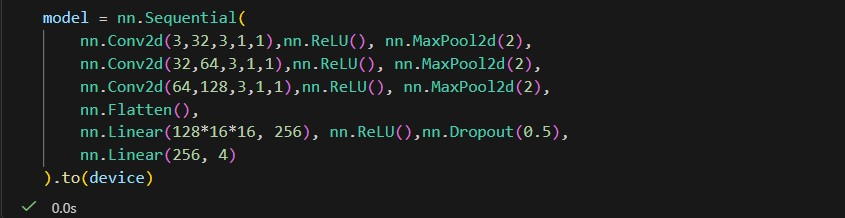 model = nn.Sequential(
nn.Conv2d(3,32,3,1,1),nn.ReLU(), nn.MaxPool2d(2),
nn.Conv2d(32,64,3,1,1),nn.ReLU(), nn.MaxPool2d(2),
nn.Conv2d(64,128,3,1,1),nn.ReLU(), nn.MaxPool2d(2),
nn.Flatten(),
nn.Linear(128*16*16, 256), nn.ReLU(),nn.Dropout(0.5),
nn.Linear(256, 4)
).to(device)
0.0s